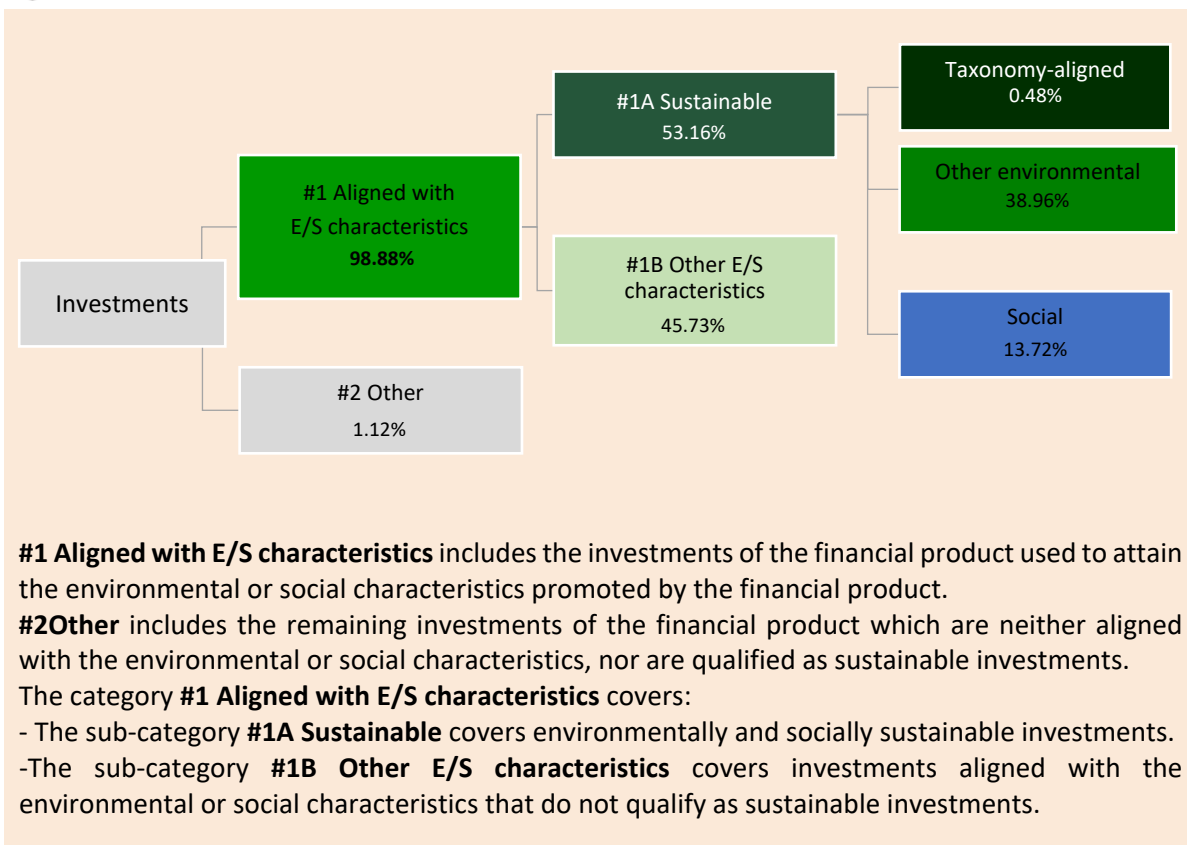 Investments
#1 Aligned with
E/S characteristics
98.88%
#2 Other
1.12%
#1A Sustainable
53.16%
#1B Other E/S
characteristics
45.73%
Taxonomy-aligned
0.48%
Other environmental
38.96%
Social
13.72%
#1 Aligned with E/S characteristics includes the investments of the financial product used to attain
the environmental or social characteristics promoted by the financial product.
#2Other includes the remaining investments of the financial product which are neither aligned
with the environmental or social characteristics, nor are qualified as sustainable investments.
The category #1 Aligned with E/S characteristics covers:
- The sub-category #1A Sustainable covers environmentally and socially sustainable investments.
-The sub-category #1B Other E/S characteristics covers investments aligned with the
environmental or social characteristics that do not qualify as sustainable investments.